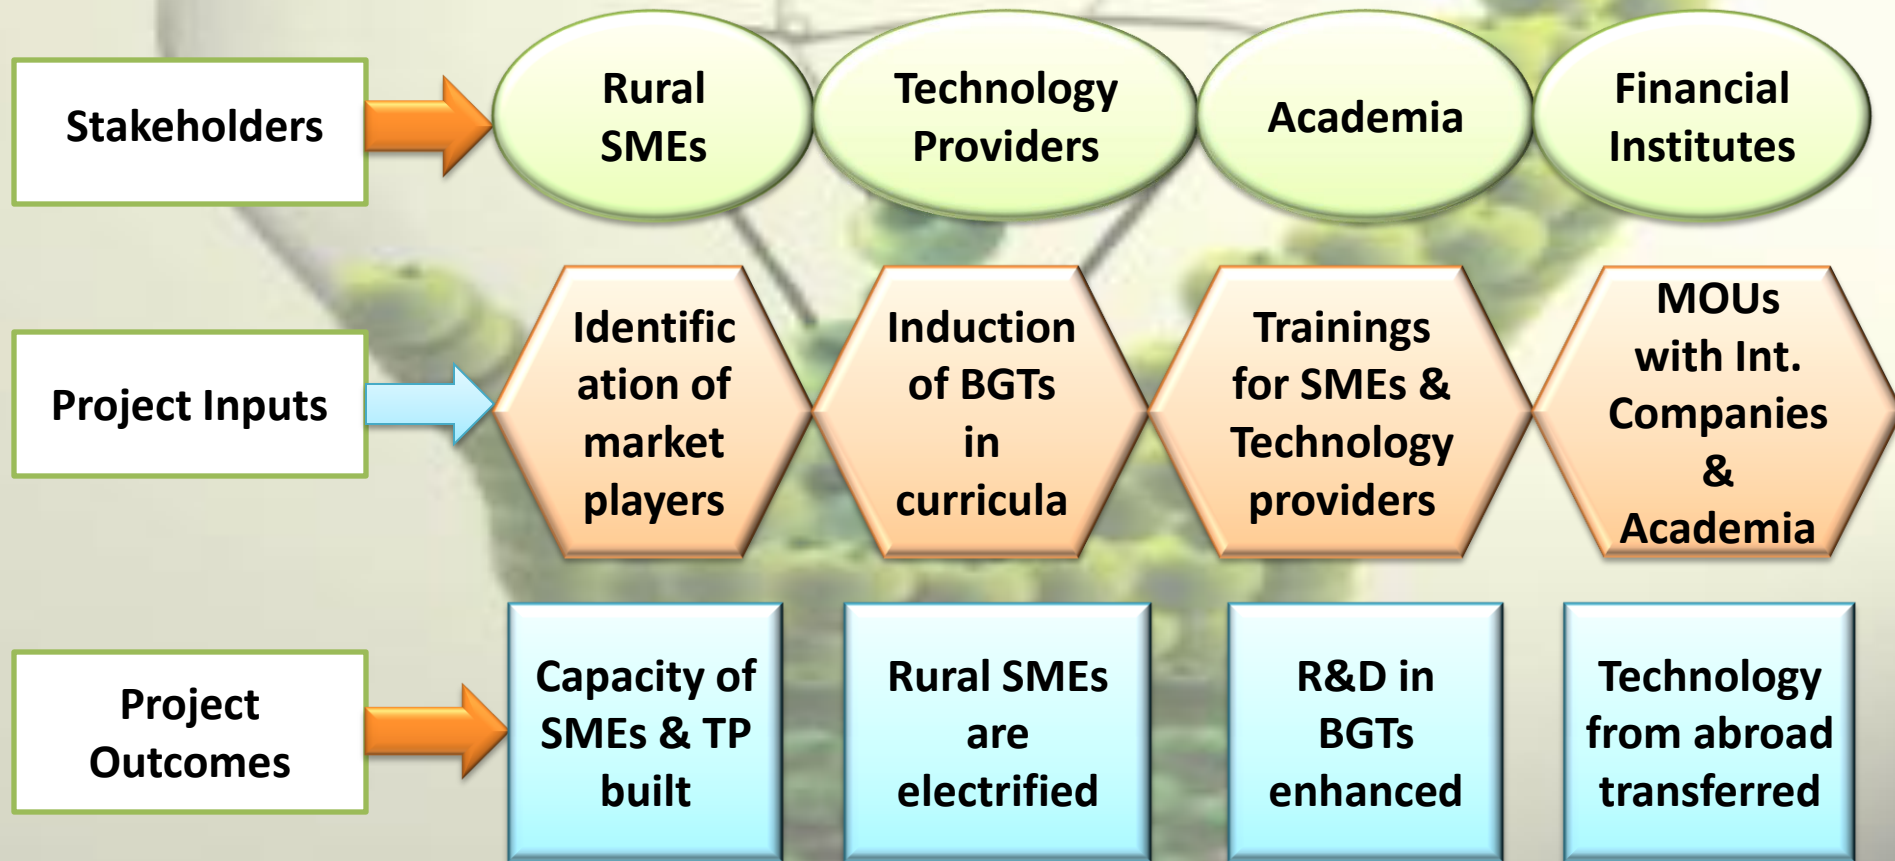 Stakeholders
Rural
SMEs
Technology
Providers
Academia
Financial
Institutes
Project Inputs
Identific
ation of
market
players
Induction
of BGTs
in
curricula
Trainings
for SMEs &
Technology
providers
MOUs
with Int.
Companies
&
Academia
Project
Outcomes
Capacity of
SMEs & TP
built
Rural SMEs
are
electrified
R&D in
BGTs
enhanced
Technology
from abroad
transferred